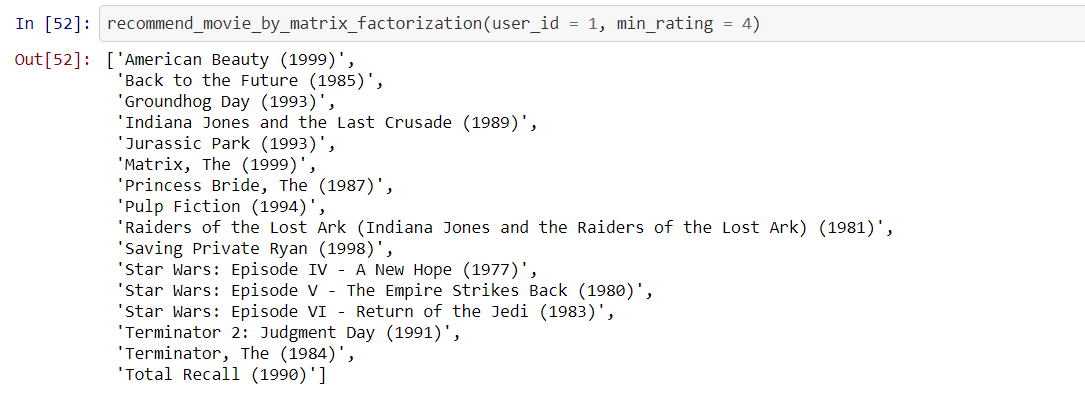 In [52]: recommend_movie_by_matrix_factorization(user_id = 1, min_rating = 4)
Out[52]: ['American Beauty (1999)',
'Back to the Future (1985)',
'Groundhog Day (1993)',
'Indiana Jones and the Last Crusade (1989)',
'Jurassic Park (1993)',
'Matrix, The (1999)',
'Princess Bride, The (1987)',
'Pulp Fiction (1994)',
'Raiders of the Lost Ark (Indiana Jones and the Raiders of the Lost Ark) (1981)',
'Saving Private Ryan (1998)',
'Star Wars: Episode IV - A New Hope (1977)',
'Star Wars: Episode V - The Empire Strikes Back (1980)',
'Star Wars: Episode VI - Return of the Jedi (1983)',
'Terminator 2: Judgment Day (1991)',
'Terminator, The (1984)',
'Total Recall (1990)']